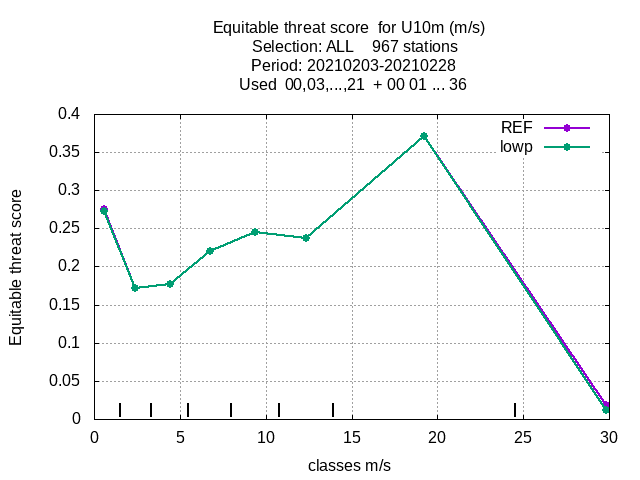 Equitable threat score  for U10m (m/s)
Selection: ALL    967 stations
Period: 20210203-20210228
Used  00,03,...,21  + 00 01 ... 36
REF
lowp
0.4
0.35
0.3
0.25
0.2
0.15
0.1
0.05
0
Equitable threat score
0 5 10 15 20 25 30
classes m/s